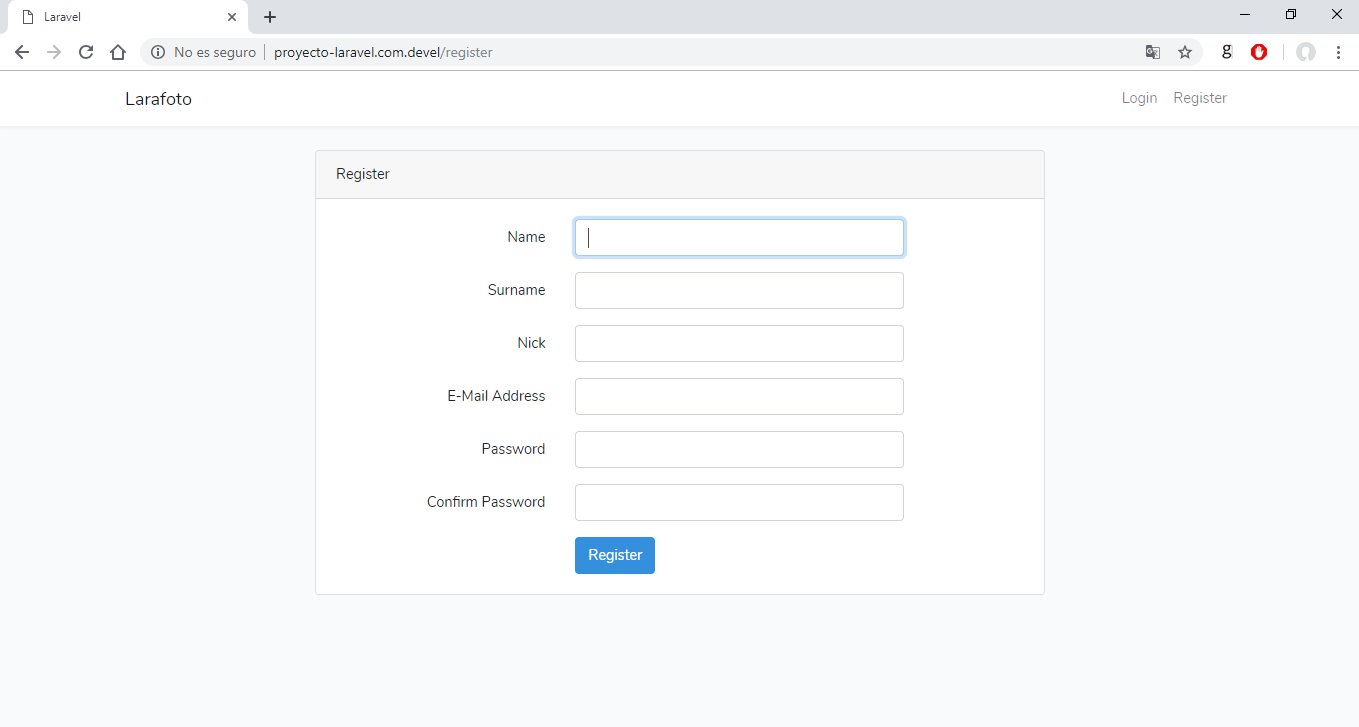 Laravel
No es seguro proyecto-laravel.com.devel/register g
Larafoto Login Register
Register
Name
Surname
Nick
E-Mail Address
Password
Confirm Password
Register